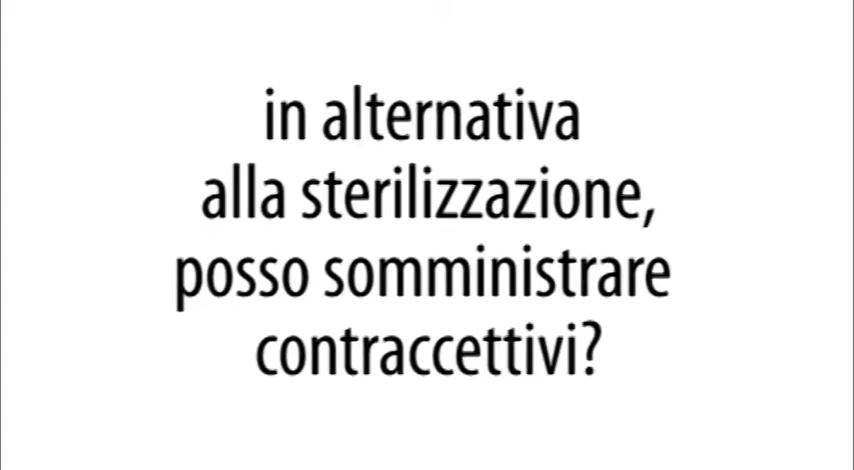 in alternativa
alla sterilizzazione,
posso somministrare
contraccettivi?